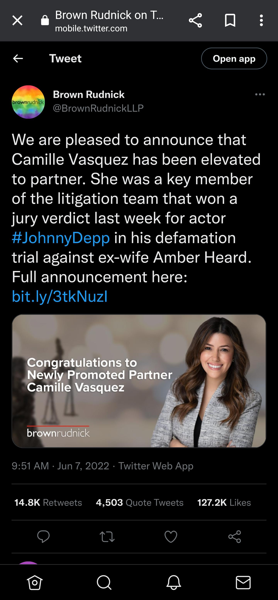 Brown Rudnick on T...
mobile.twitter.com
Tweet
Open app
Brown Rudnick
@BrownRudnickLLP
We are pleased to announce that
Camille Vasquez has been elevated
to partner. She was a key member
of the litigation team that won a
jury verdict last week for actor
#JohnnyDepp in his defamation
trial against ex-wife Amber Heard.
Full announcement here:
bit.ly/3tkNuzI
Congratulations to
Newly Promoted Partner
Camille Vasquez
brownrudnick
9:51 AM · Jun 7, 2022 · Twitter Web App
14.8K Retweets 4,503 Quote Tweets 127.2K Likes